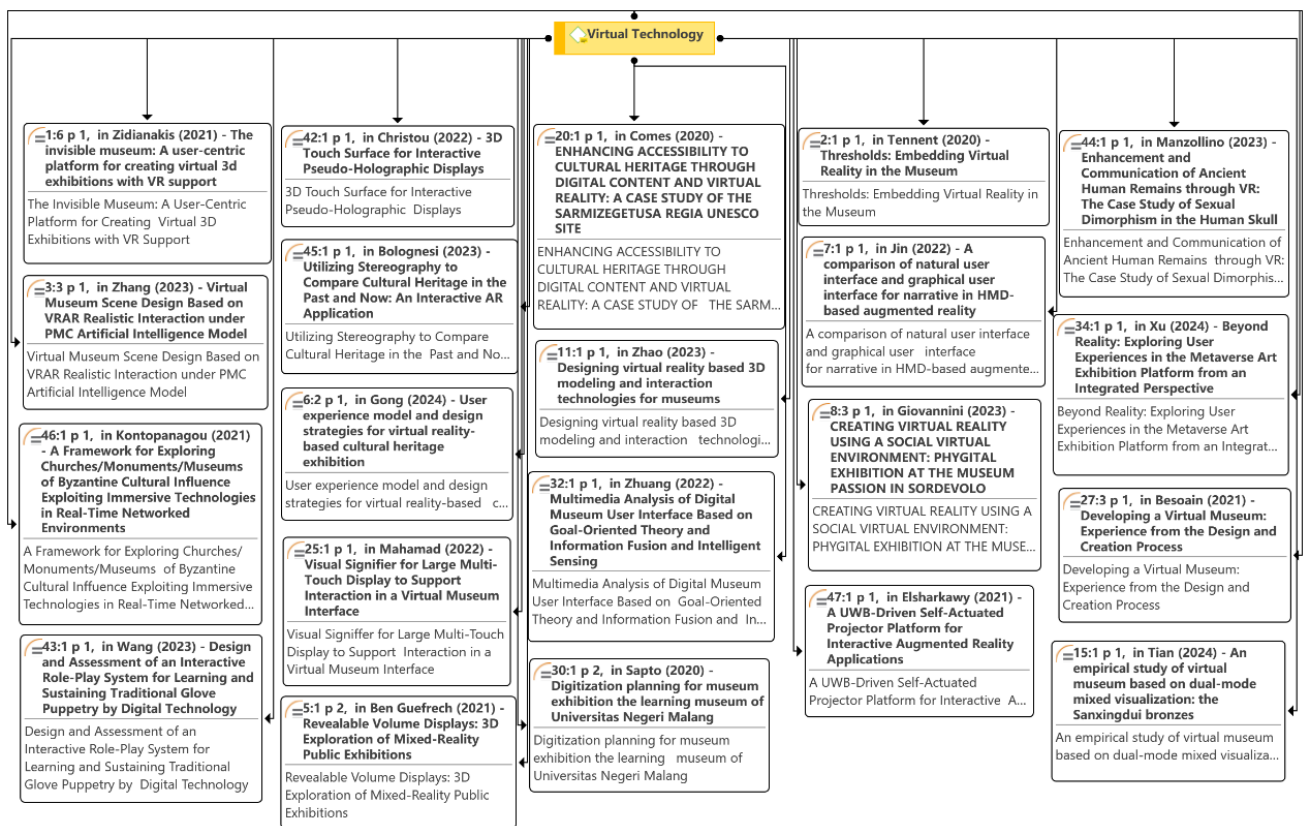 Virtual Technology
1:6 p 1, in Zidianakis (2021) - The
invisible museum: A user-centric
platform for creating virtual 3d
exhibitions with VR support
The Invisible Museum: A User-Centric
Platform for Creating Virtual 3D
Exhibitions with VR Support
3:3 p 1, in Zhang (2023) - Virtual
Museum Scene Design Based on
VRAR Realistic Interaction under
PMC Artificial Intelligence Model
Virtual Museum Scene Design Based on
VRAR Realistic Interaction under PMC
Artificial Intelligence Model
46:1 p 1, in Kontopanagou (2021)
- A Framework for Exploring
Churches/Monuments/Museums
of Byzantine Cultural Influence
Exploiting Immersive Technologies
in Real-Time Networked
Environments
A Framework for Exploring Churches/
Monuments/Museums of Byzantine
Cultural Inffuence Exploiting Immersive
Technologies in Real-Time Networked...
43:1 p 1, in Wang (2023) - Design
and Assessment of an Interactive
Role-Play System for Learning and
Sustaining Traditional Glove
Puppetry by Digital Technology
Design and Assessment of an
Interactive Role-Play System for
Learning and Sustaining Traditional
Glove Puppetry by Digital Technology
42:1 p 1, in Christou (2022) - 3D
Touch Surface for Interactive
Pseudo-Holographic Displays
3D Touch Surface for Interactive
Pseudo-Holographic Displays
45:1 p 1, in Bolognesi (2023) -
Utilizing Stereography to
Compare Cultural Heritage in the
Past and Now: An Interactive AR
Application
Utilizing Stereography to Compare
Cultural Heritage in the Past and No...
6:2 p 1, in Gong (2024) - User
experience model and design
strategies for virtual reality-
based cultural heritage
exhibition
User experience model and design
strategies for virtual reality-based c...
25:1 p 1, in Mahamad (2022) -
Visual Signifier for Large Multi-
Touch Display to Support
Interaction in a Virtual Museum
Interface
Visual Signiffer for Large Multi-Touch
Display to Support Interaction in a
Virtual Museum Interface
5:1 p 2, in Ben Guefrech (2021) -
Revealable Volume Displays: 3D
Exploration of Mixed-Reality
Public Exhibitions
Revealable Volume Displays: 3D
Exploration of Mixed-Reality Public
Exhibitions
20:1 p 1, in Comes (2020) -
ENHANCING ACCESSIBILITY TO
CULTURAL HERITAGE THROUGH
DIGITAL CONTENT AND VIRTUAL
REALITY: A CASE STUDY OF THE
SARMIZEGETUSA REGIA UNESCO
SITE
ENHANCING ACCESSIBILITY TO
CULTURAL HERITAGE THROUGH
DIGITAL CONTENT AND VIRTUAL
REALITY: A CASE STUDY OF THE SARM...
11:1 p 1, in Zhao (2023) -
Designing virtual reality based 3D
modeling and interaction
technologies for museums
Designing virtual reality based 3D
modeling and interaction technologi...
32:1 p 1, in Zhuang (2022) -
Multimedia Analysis of Digital
Museum User Interface Based on
Goal-Oriented Theory and
Information Fusion and Intelligent
Sensing
Multimedia Analysis of Digital Museum
User Interface Based on Goal-Oriented
Theory and Information Fusion and In...
30:1 p 2, in Sapto (2020) -
Digitization planning for museum
exhibition the learning museum of
Universitas Negeri Malang
Digitization planning for museum
exhibition the learning museum of
Universitas Negeri Malang
2:1 p 1, in Tennent (2020) -
Thresholds: Embedding Virtual
Reality in the Museum
Thresholds: Embedding Virtual Reality in
the Museum
7:1 p 1, in Jin (2022) - A
comparison of natural user
interface and graphical user
interface for narrative in HMD-
based augmented reality
A comparison of natural user interface
and graphical user interface
for narrative in HMD-based augmente...
8:3 p 1, in Giovannini (2023) -
CREATING VIRTUAL REALITY
USING A SOCIAL VIRTUAL
ENVIRONMENT: PHYGITAL
EXHIBITION AT THE MUSEUM
PASSION IN SORDEVOLO
CREATING VIRTUAL REALITY USING A
SOCIAL VIRTUAL ENVIRONMENT:
PHYGITAL EXHIBITION AT THE MUSE...
47:1 p 1, in Elsharkawy (2021) -
A UWB-Driven Self-Actuated
Projector Platform for
Interactive Augmented Reality
Applications
A UWB-Driven Self-Actuated
Projector Platform for Interactive A...
44:1 p 1, in Manzollino (2023) -
Enhancement and
Communication of Ancient
Human Remains through VR:
The Case Study of Sexual
Dimorphism in the Human Skull
Enhancement and Communication of
Ancient Human Remains through VR:
The Case Study of Sexual Dimorphis...
34:1 p 1, in Xu (2024) - Beyond
Reality: Exploring User
Experiences in the Metaverse Art
Exhibition Platform from an
Integrated Perspective
Beyond Reality: Exploring User
Experiences in the Metaverse Art
Exhibition Platform from an Integrat...
27:3 p 1, in Besoain (2021) -
Developing a Virtual Museum:
Experience from the Design and
Creation Process
Developing a Virtual Museum:
Experience from the Design and
Creation Process
15:1 p 1, in Tian (2024) - An
empirical study of virtual
museum based on dual-mode
mixed visualization: the
Sanxingdui bronzes
An empirical study of virtual museum
based on dual-mode mixed visualiza...